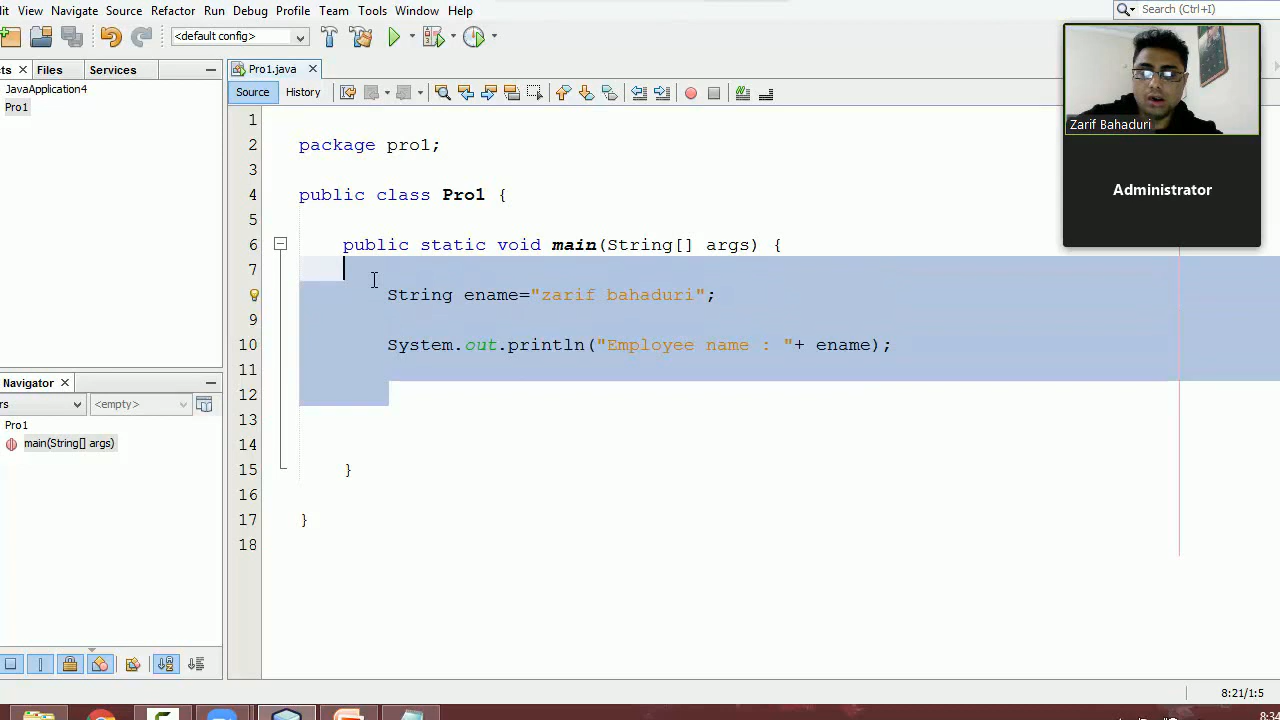 it View Navigate Source Refactor Run Debug Profile Team Tools Window Help
Search (Ctrl+I)
<default config>
cts Files Services
Pro1.java
JavaApplication4
Source History
Pro1
Zarif Bahaduri
Administrator
1
2 package pro1;
3
4 public class Pro1 {
5
6 public static void main(String[] args) {
7
String ename="zarif bahaduri";
9
10 System.out.println("Employee name : "+ ename);
11
12
13
14
15 }
16
17 }
18
Navigator
rs <empty>
Pro1
main(String[] args)
8:21/1:5